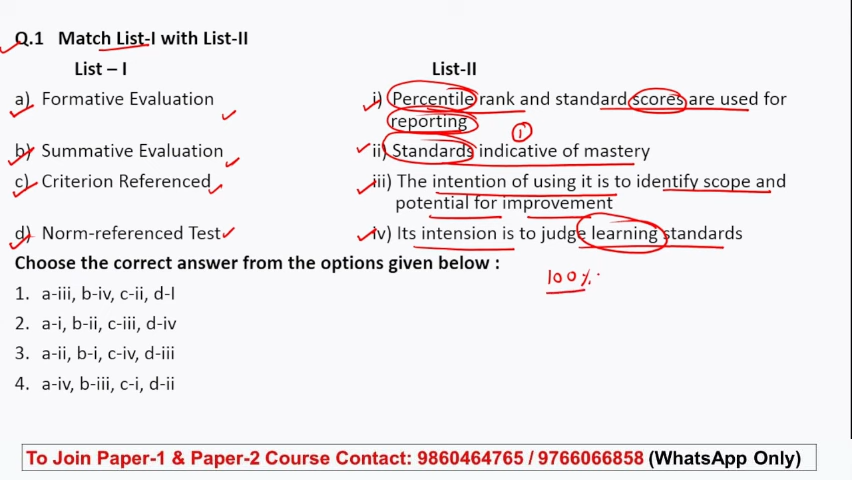 Q.1 Match List-I with List-II
List – I List-II
a) Formative Evaluation i) Percentile rank and standard scores are used for
reporting
①
b) Summative Evaluation ii) Standards indicative of mastery
c) Criterion Referenced iii) The intention of using it is to identify scope and
potential for improvement
d) Norm-referenced Test iv) Its intension is to judge learning standards
Choose the correct answer from the options given below :
100%
1. a-iii, b-iv, c-ii, d-I
2. a-i, b-ii, c-iii, d-iv
3. a-ii, b-i, c-iv, d-iii
4. a-iv, b-iii, c-i, d-ii
To Join Paper-1 & Paper-2 Course Contact: 9860464765 / 9766066858 (WhatsApp Only)